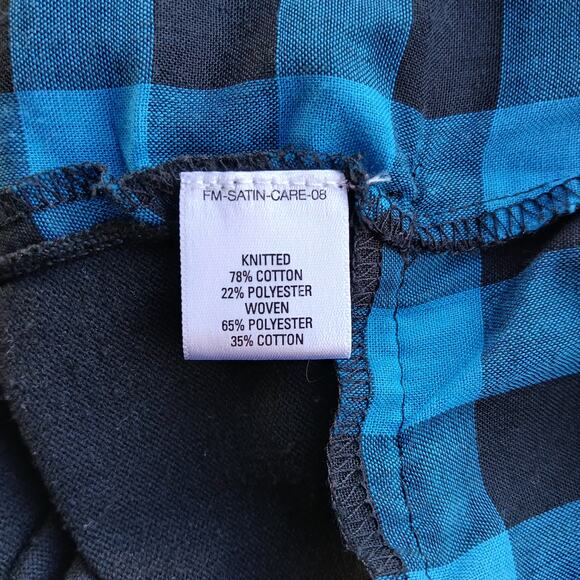 FM-SATIN-CARE-08
KNITTED
78% COTTON
22% POLYESTER
WOVEN
65% POLYESTER
35% COTTON